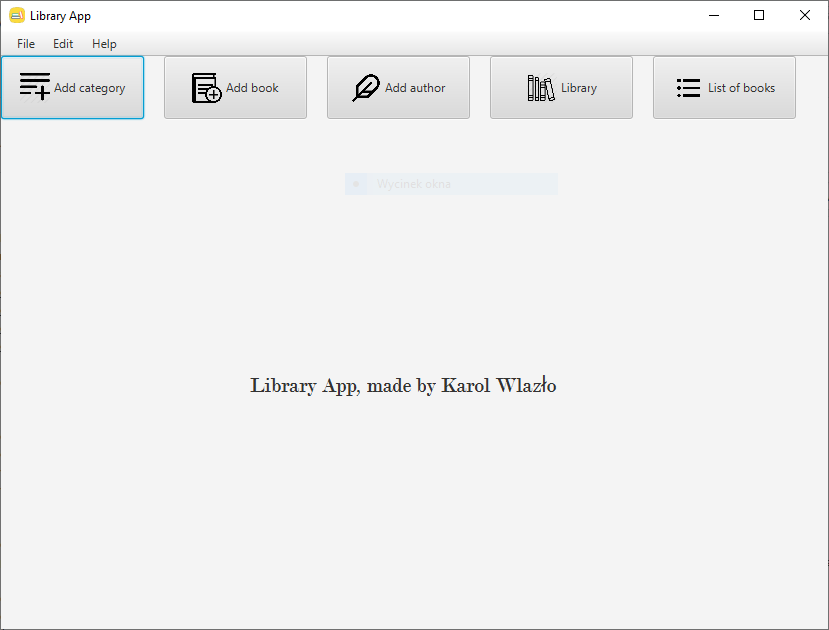 Library App
File Edit Help
Add category Add book Add author Library List of books
Wycinek okna
Library App, made by Karol Wlazło